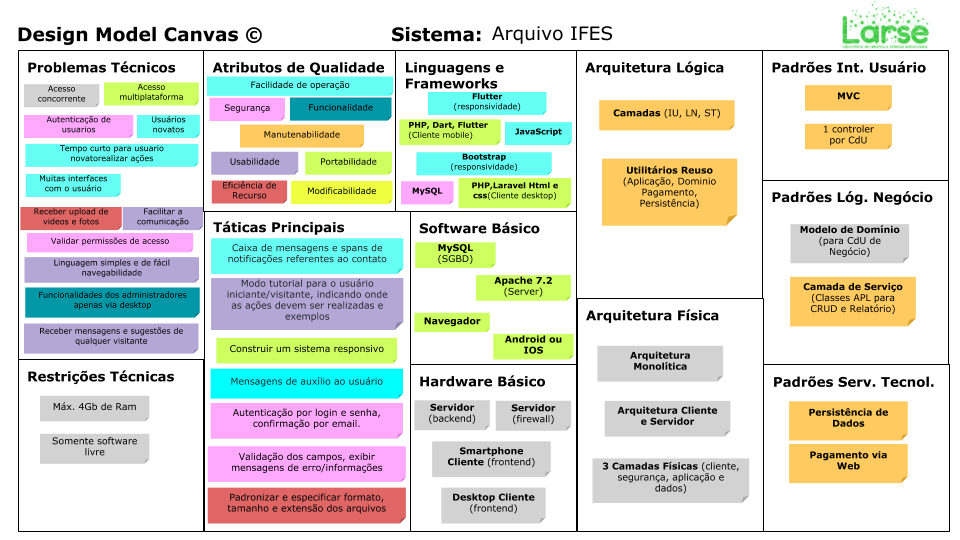 Design Model Canvas ©
Sistema: Arquivo IFES
Larse
Problemas Técnicos
Acesso
concorrente
Acesso
multiplataforma
Autenticação de
usuarios
Usuários
novatos
Tempo curto para usuario
novatorealizar ações
Muitas interfaces
com o usuário
Receber upload de
videos e fotos
Facilitar a
comunicação
Validar permissões de acesso
Linguagem simples e de fácil
navegabilidade
Funcionalidades dos administradores
apenas via desktop
Receber mensagens e sugestões de
qualquer visitante
Restrições Técnicas
Máx. 4Gb de Ram
Somente software
livre
Atributos de Qualidade
Facilidade de operação
Segurança
Funcionalidade
Manutenabilidade
Usabilidade
Portabilidade
Eficiência de
Recurso
Modificabilidade
Táticas Principais
Caixa de mensagens e spans de
notificações referentes ao contato
Modo tutorial para o usuário
iniciante/visitante, indicando onde
as ações devem ser realizadas e
exemplos
Construir um sistema responsivo
Mensagens de auxílio ao usuário
Autenticação por login e senha,
confirmação por email.
Validação dos campos, exibir
mensagens de erro/informações
Padronizar e especificar formato,
tamanho e extensão dos arquivos
Linguagens e
Frameworks
Flutter
(responsividade)
PHP, Dart, Flutter
(Cliente mobile)
JavaScript
Bootstrap
(responsividade)
MySQL
PHP,Laravel Html e
css(Cliente desktop)
Software Básico
MySQL
(SGBD)
Apache 7.2
(Server)
Navegador
Android ou
IOS
Hardware Básico
Servidor
(backend)
Servidor
(firewall)
Smartphone
Cliente (frontend)
Desktop Cliente
(frontend)
Arquitetura Lógica
Camadas (IU, LN, ST)
Utilitários Reuso
(Aplicação, Dominio
Pagamento,
Persistência)
Arquitetura Física
Arquitetura
Monolítica
Arquitetura Cliente
e Servidor
3 Camadas Físicas (cliente,
segurança, aplicação e
dados)
Padrões Int. Usuário
MVC
1 controler
por CdU
Padrões Lóg. Negócio
Modelo de Domínio
(para CdU de
Negócio)
Camada de Serviço
(Classes APL para
CRUD e Relatório)
Padrões Serv. Tecnol.
Persistência de
Dados
Pagamento via
Web